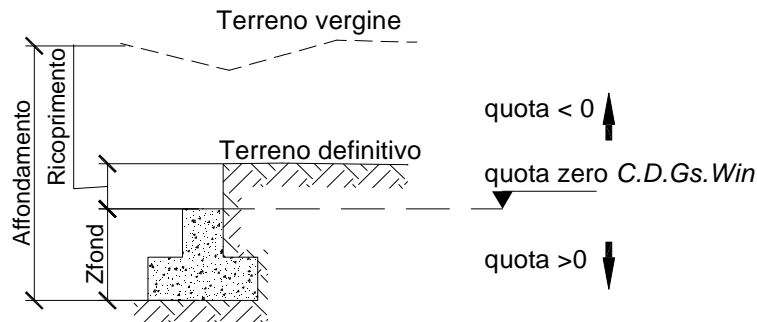 Terreno vergine
Affondamento
Ricoprimento
quota < 0
Terreno definitivo
quota zero C.D.Gs.Win
Zfond
quota >0